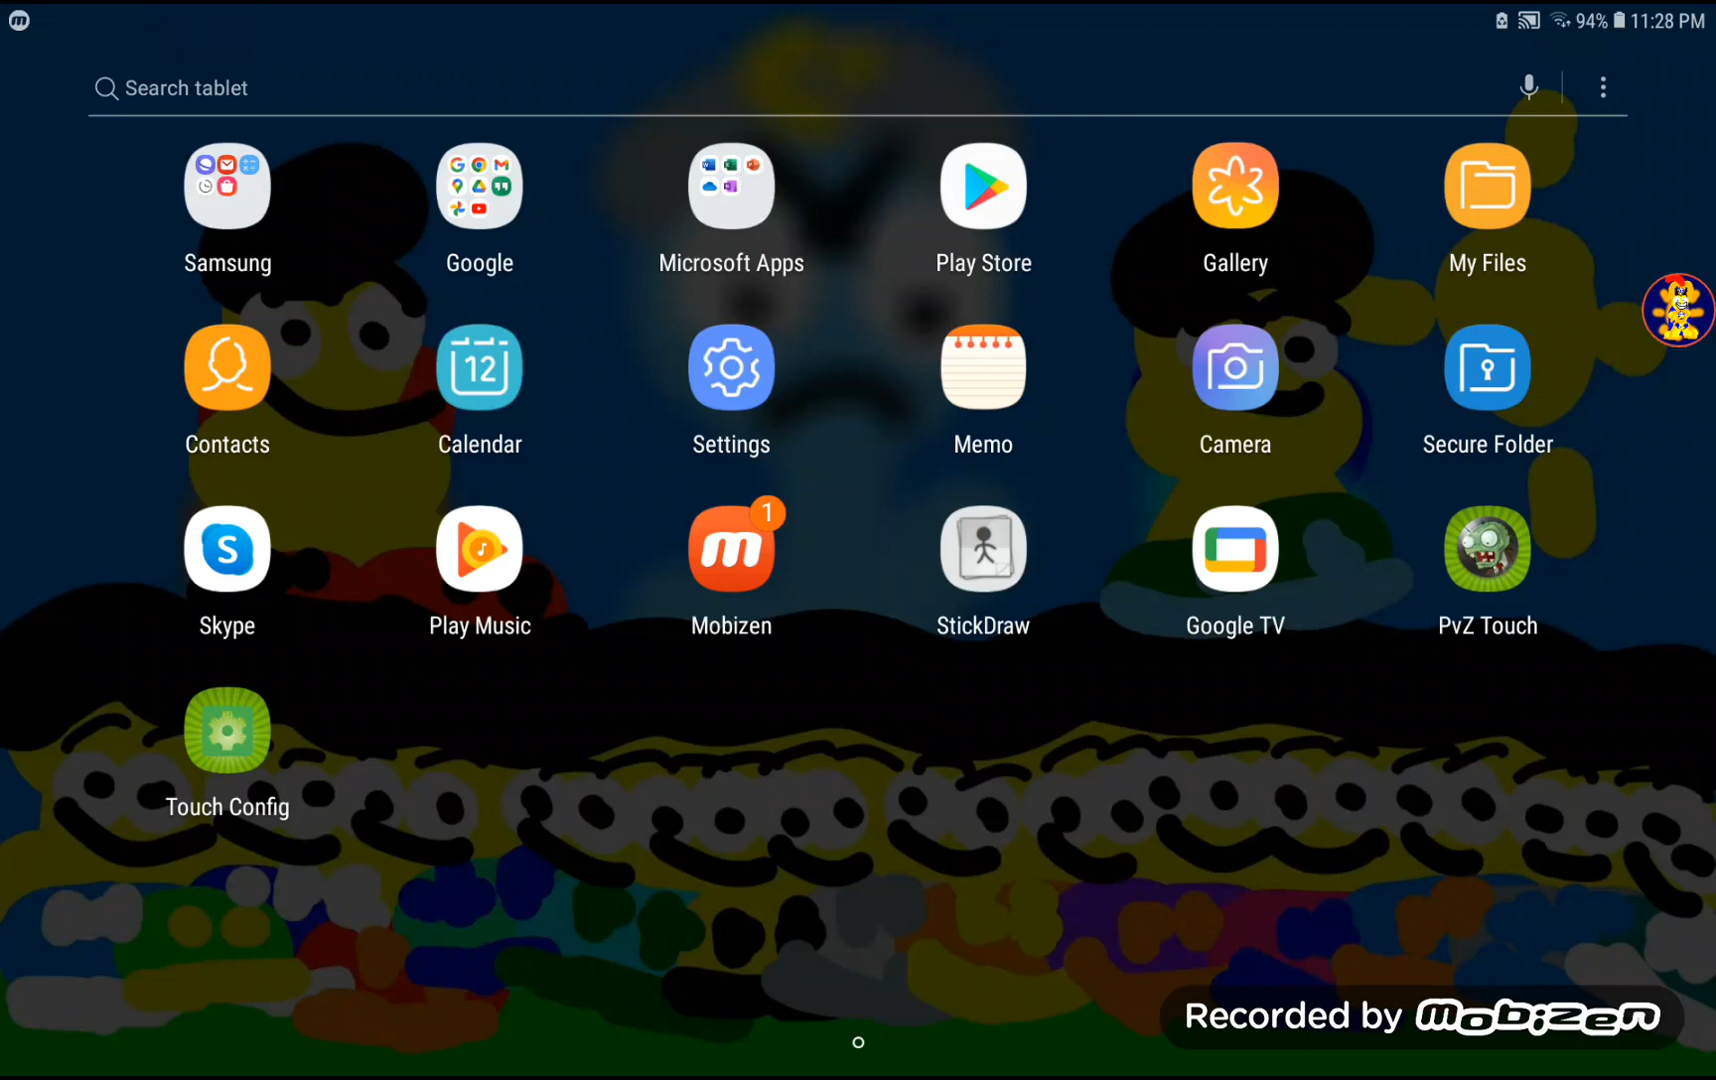 94% 11:28 PM
Search tablet
Samsung Google Microsoft Apps Play Store Gallery My Files
12
Contacts Calendar Settings Memo Camera Secure Folder
S m 1
Skype Play Music Mobizen StickDraw Google TV PvZ Touch
Touch Config
Recorded by mobizen